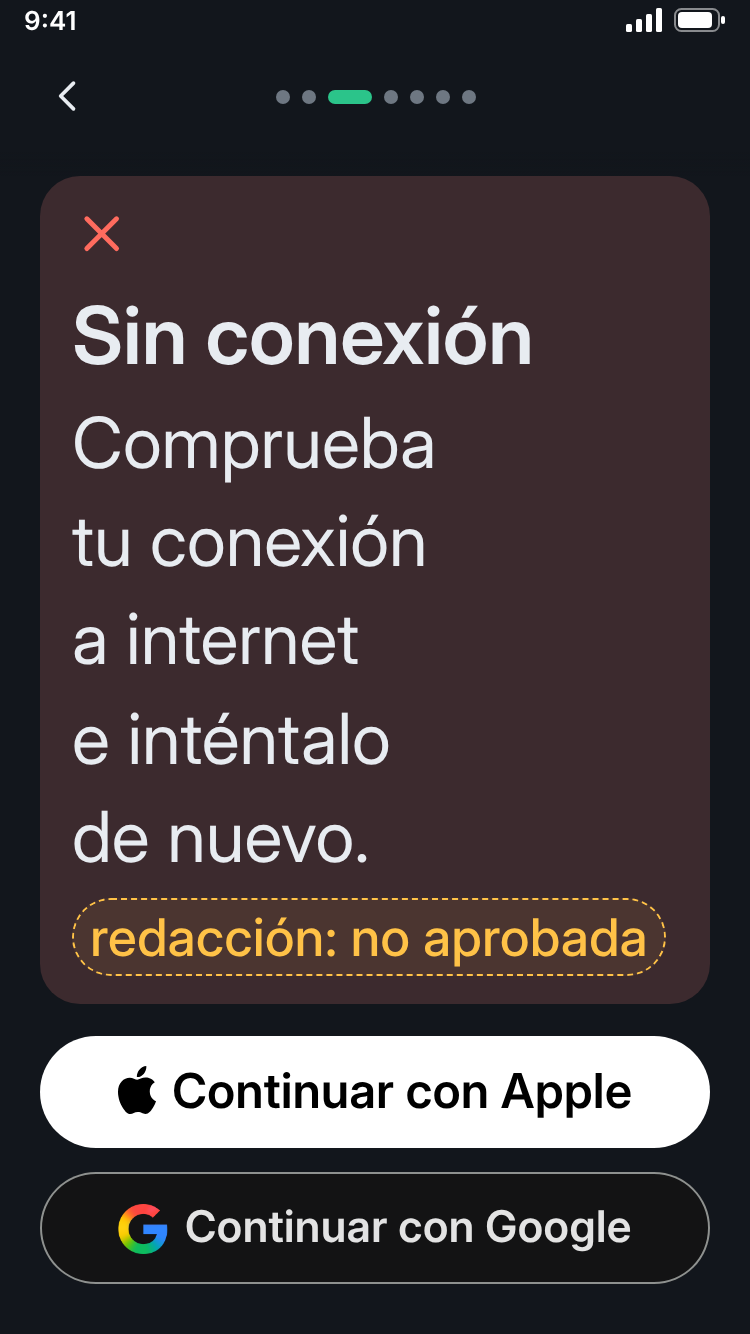 9:41
Sin conexión
Comprueba
tu conexión
a internet
e inténtalo
de nuevo.
redacción: no aprobada
Continuar con Apple
Continuar con Google